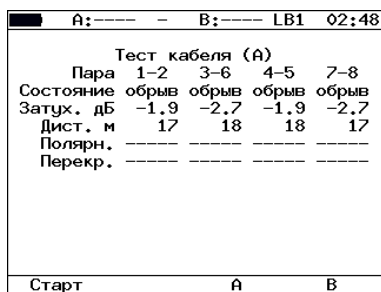 A:---- – B:---- LB1 02:48
Тест кабеля (A)
Пара 1-2 3-6 4-5 7-8
Состояние обрыв обрыв обрыв обрыв
Затух. дБ -1.9 -2.7 -1.9 -2.7
Дист. м 17 18 18 17
Полярн. ----- ----- ----- -----
Перекр. ----- ----- ----- -----
Старт A B